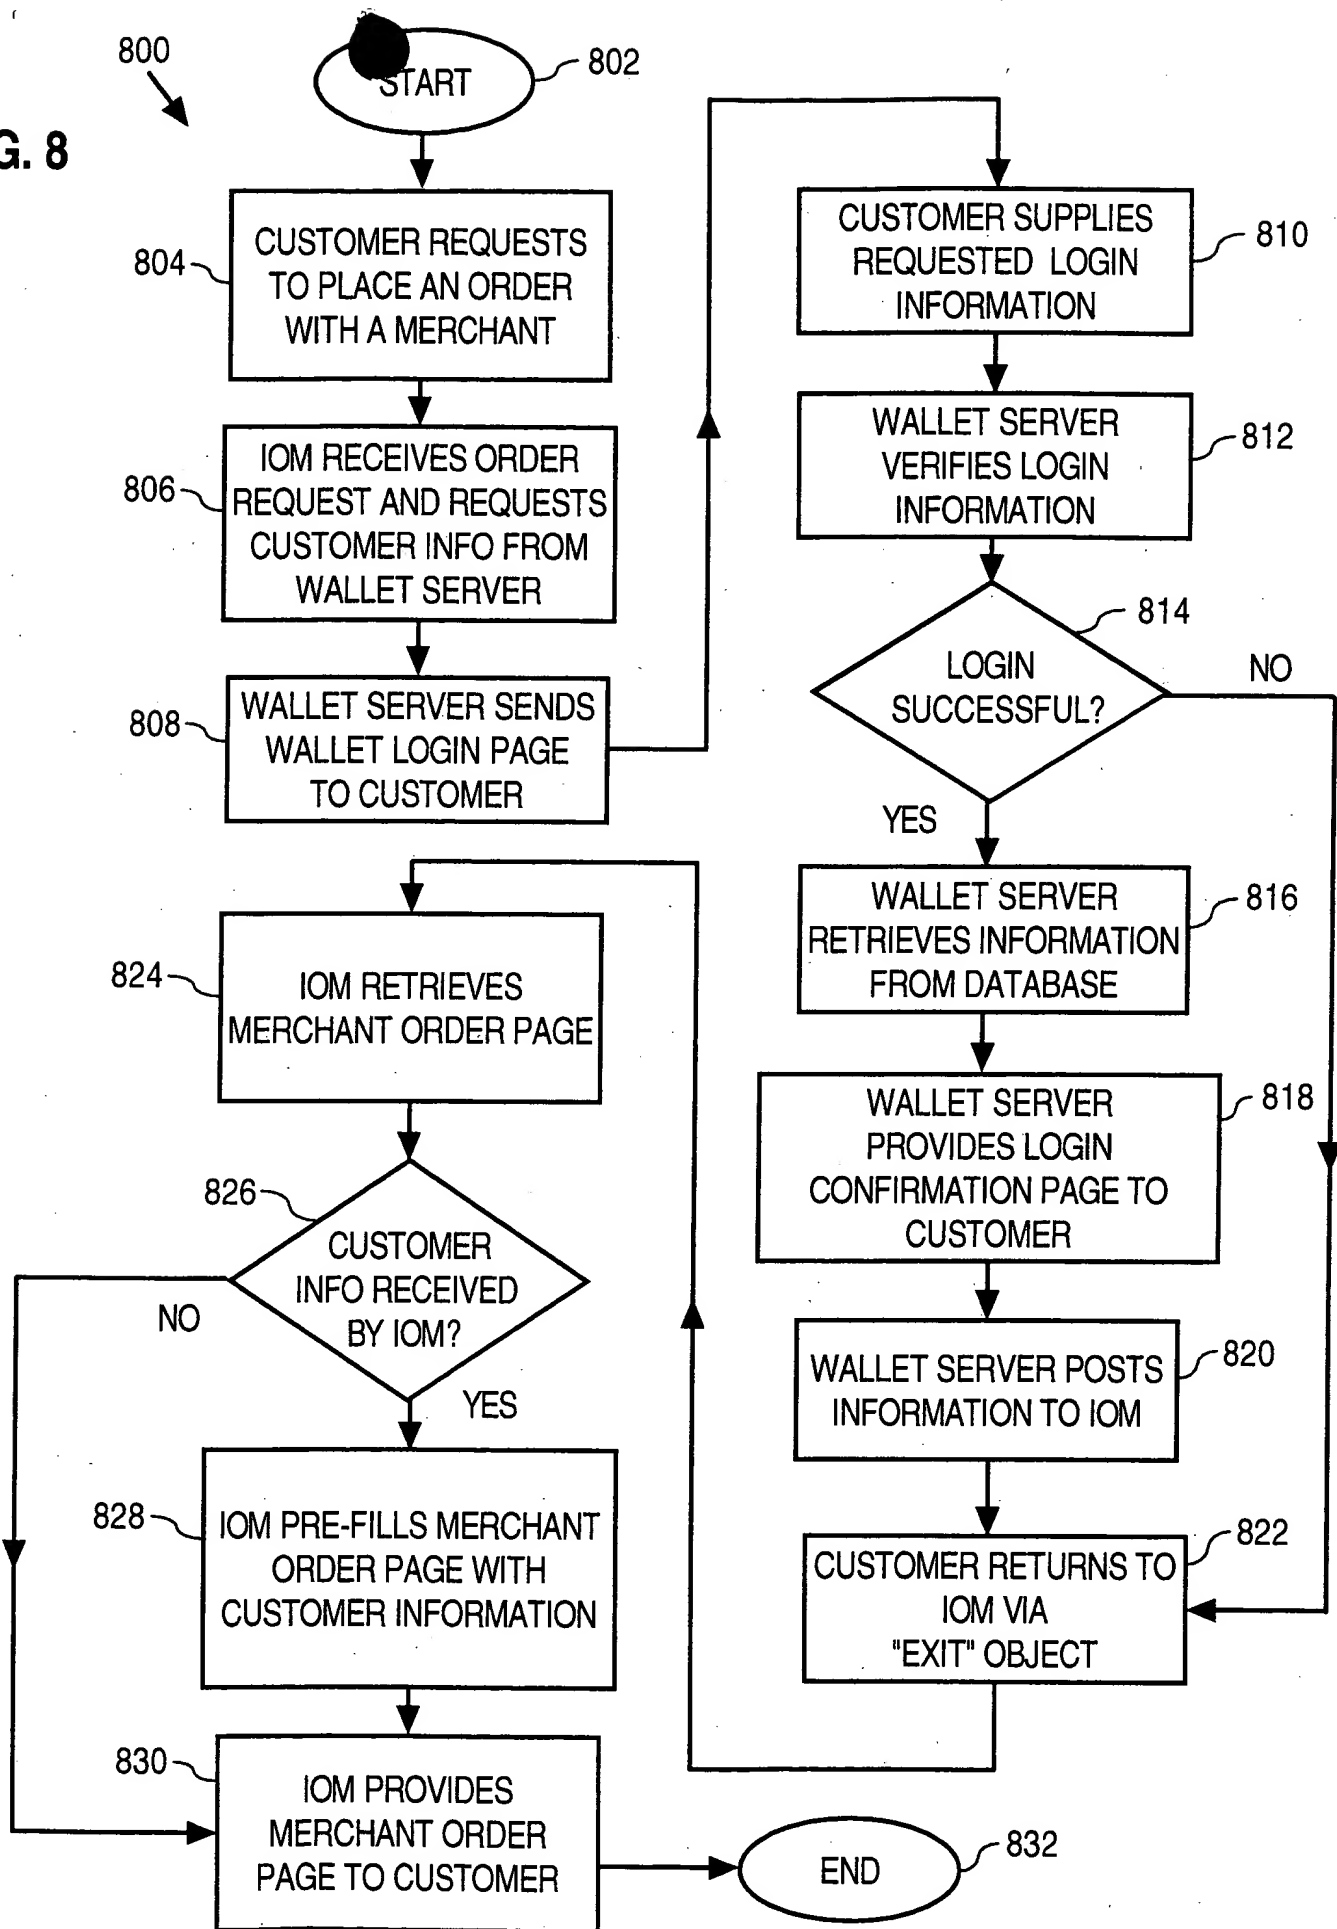 800
G. 8
START
802
804
CUSTOMER REQUESTS
TO PLACE AN ORDER
WITH A MERCHANT
806
IOM RECEIVES ORDER
REQUEST AND REQUESTS
CUSTOMER INFO FROM
WALLET SERVER
808
WALLET SERVER SENDS
WALLET LOGIN PAGE
TO CUSTOMER
CUSTOMER SUPPLIES
REQUESTED LOGIN
INFORMATION
810
WALLET SERVER
VERIFIES LOGIN
INFORMATION
812
814
LOGIN
SUCCESSFUL?
NO
YES
WALLET SERVER
RETRIEVES INFORMATION
FROM DATABASE
816
WALLET SERVER
PROVIDES LOGIN
CONFIRMATION PAGE TO
CUSTOMER
818
WALLET SERVER POSTS
INFORMATION TO IOM
820
CUSTOMER RETURNS TO
IOM VIA
"EXIT" OBJECT
822
824
IOM RETRIEVES
MERCHANT ORDER PAGE
826
CUSTOMER
INFO RECEIVED
BY IOM?
NO
YES
828
IOM PRE-FILLS MERCHANT
ORDER PAGE WITH
CUSTOMER INFORMATION
830
IOM PROVIDES
MERCHANT ORDER
PAGE TO CUSTOMER
END
832